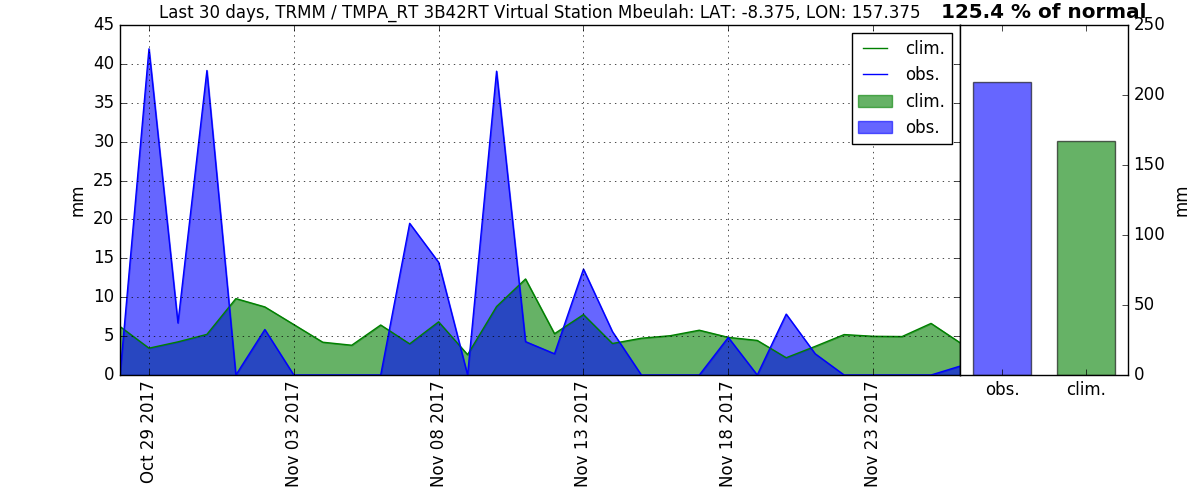 Last 30 days, TRMM / TMPA_RT 3B42RT Virtual Station Mbeulah: LAT: -8.375, LON: 157.375
125.4 % of normal
45
40
35
30
25
20
15
10
5
0
mm
clim.
obs.
clim.
obs.
Oct 29 2017
Nov 03 2017
Nov 08 2017
Nov 13 2017
Nov 18 2017
Nov 23 2017
250
200
150
100
50
0
mm
obs.
clim.